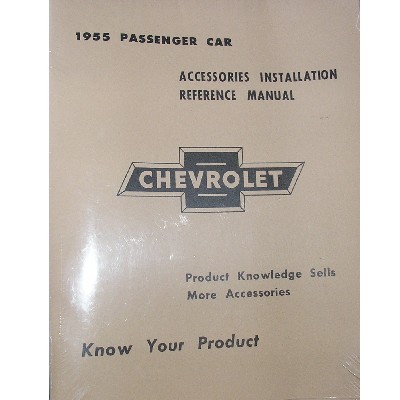 1955 PASSENGER CAR
ACCESSORIES INSTALLATION
REFERENCE MANUAL
CHEVROLET
Product Knowledge Sells
More Accessories
Know Your Product